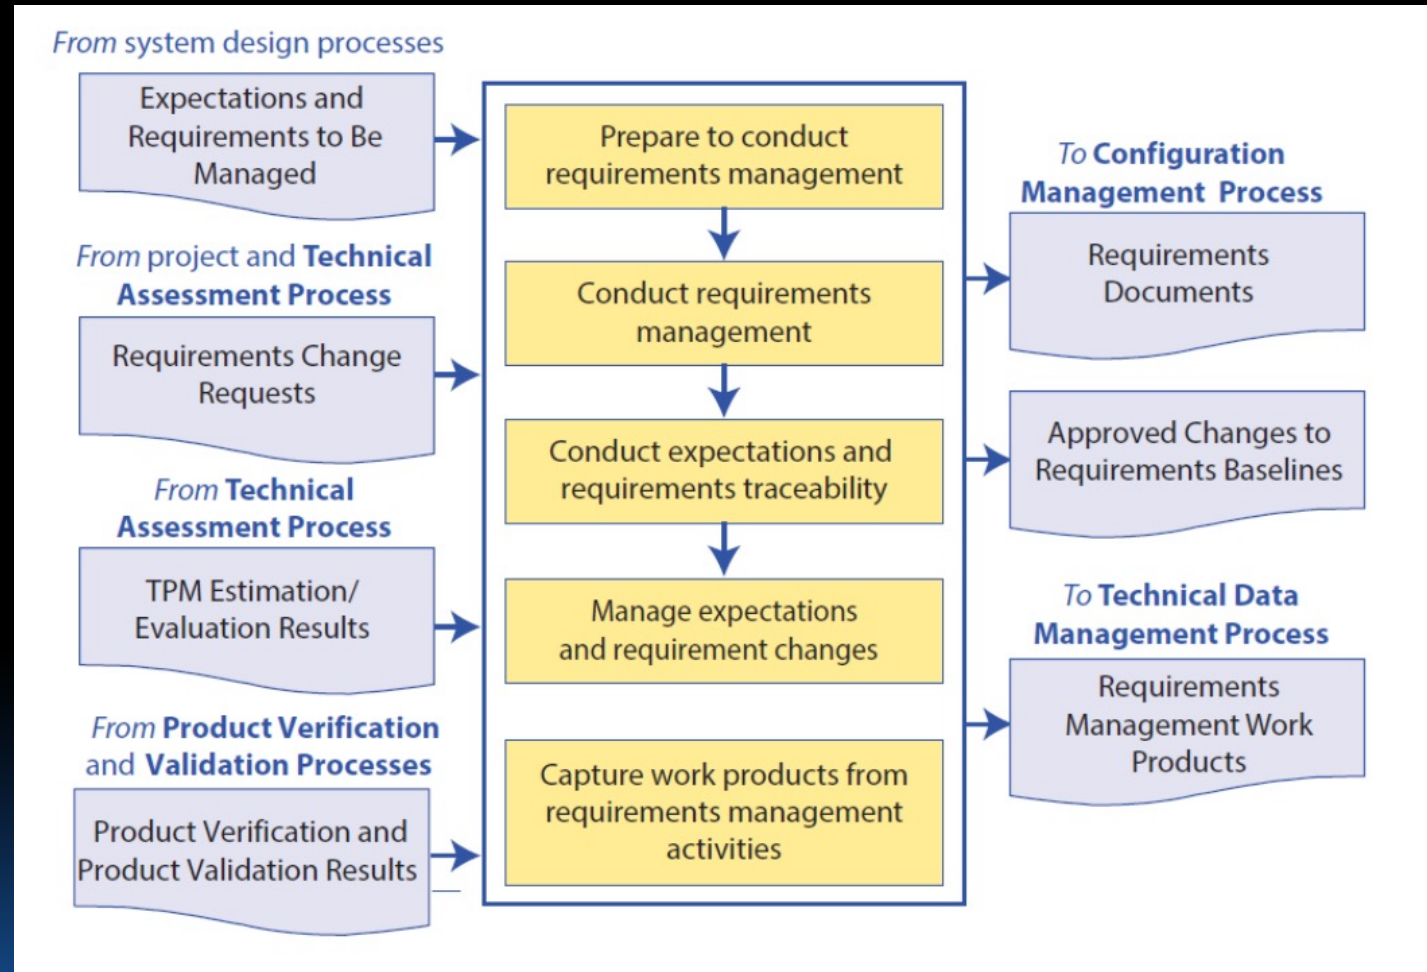 From system design processes
Expectations and
Requirements to Be
Managed
From project and Technical
Assessment Process
Requirements Change
Requests
From Technical
Assessment Process
TPM Estimation/
Evaluation Results
From Product Verification
and Validation Processes
Product Verification and
Product Validation Results
Prepare to conduct
requirements management
Conduct requirements
management
Conduct expectations and
requirements traceability
Manage expectations
and requirement changes
Capture work products from
requirements management
activities
To Configuration
Management Process
Requirements
Documents
Approved Changes to
Requirements Baselines
To Technical Data
Management Process
Requirements
Management Work
Products